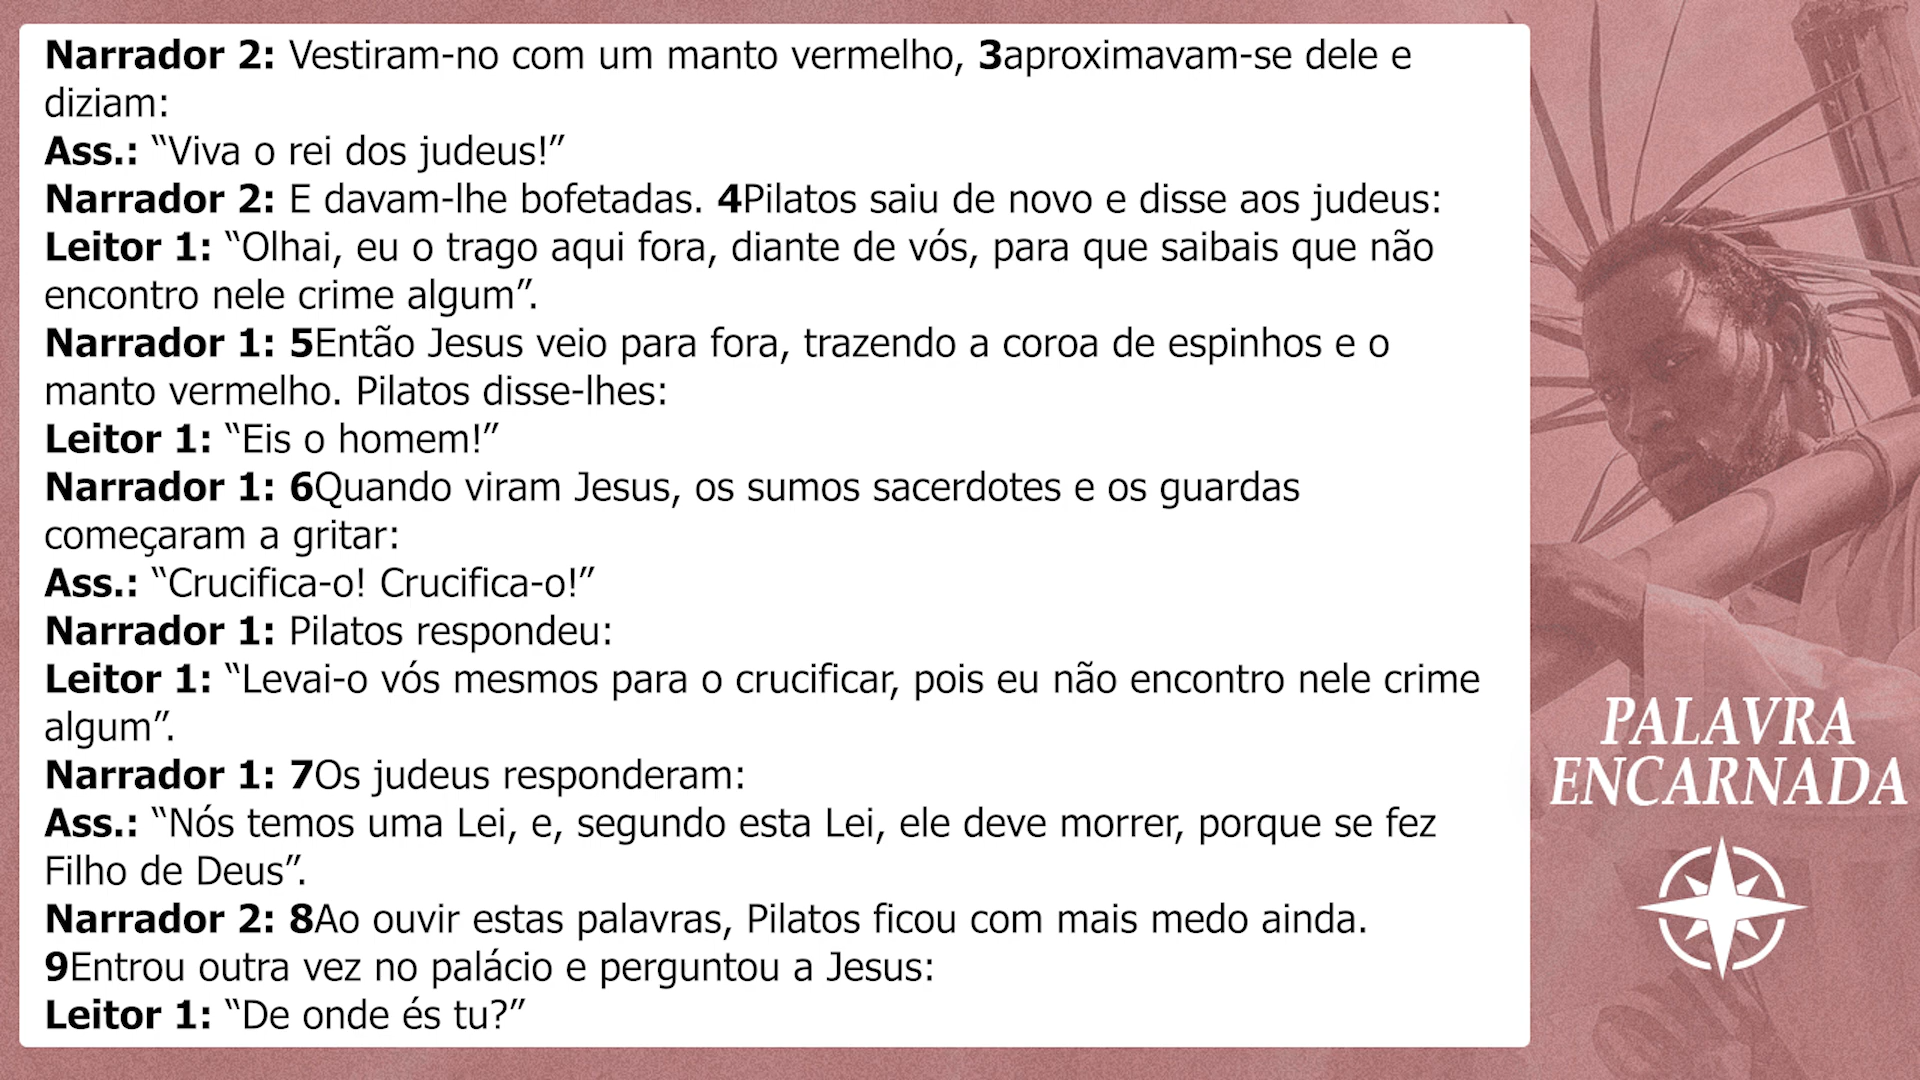 Narrador 2: Vestiram-no com um manto vermelho, 3aproximavam-se dele e
diziam:
Ass.: “Viva o rei dos judeus!”
Narrador 2: E davam-lhe bofetadas. 4Pilatos saiu de novo e disse aos judeus:
Leitor 1: “Olhai, eu o trago aqui fora, diante de vós, para que saibais que não
encontro nele crime algum”.
Narrador 1: 5Então Jesus veio para fora, trazendo a coroa de espinhos e o
manto vermelho. Pilatos disse-lhes:
Leitor 1: “Eis o homem!”
Narrador 1: 6Quando viram Jesus, os sumos sacerdotes e os guardas
começaram a gritar:
Ass.: “Crucifica-o! Crucifica-o!”
Narrador 1: Pilatos respondeu:
Leitor 1: “Levai-o vós mesmos para o crucificar, pois eu não encontro nele crime
algum”.
Narrador 1: 7Os judeus responderam:
Ass.: “Nós temos uma Lei, e, segundo esta Lei, ele deve morrer, porque se fez
Filho de Deus”.
Narrador 2: 8Ao ouvir estas palavras, Pilatos ficou com mais medo ainda.
9Entrou outra vez no palácio e perguntou a Jesus:
Leitor 1: “De onde és tu?”
PALAVRA
ENCARNADA